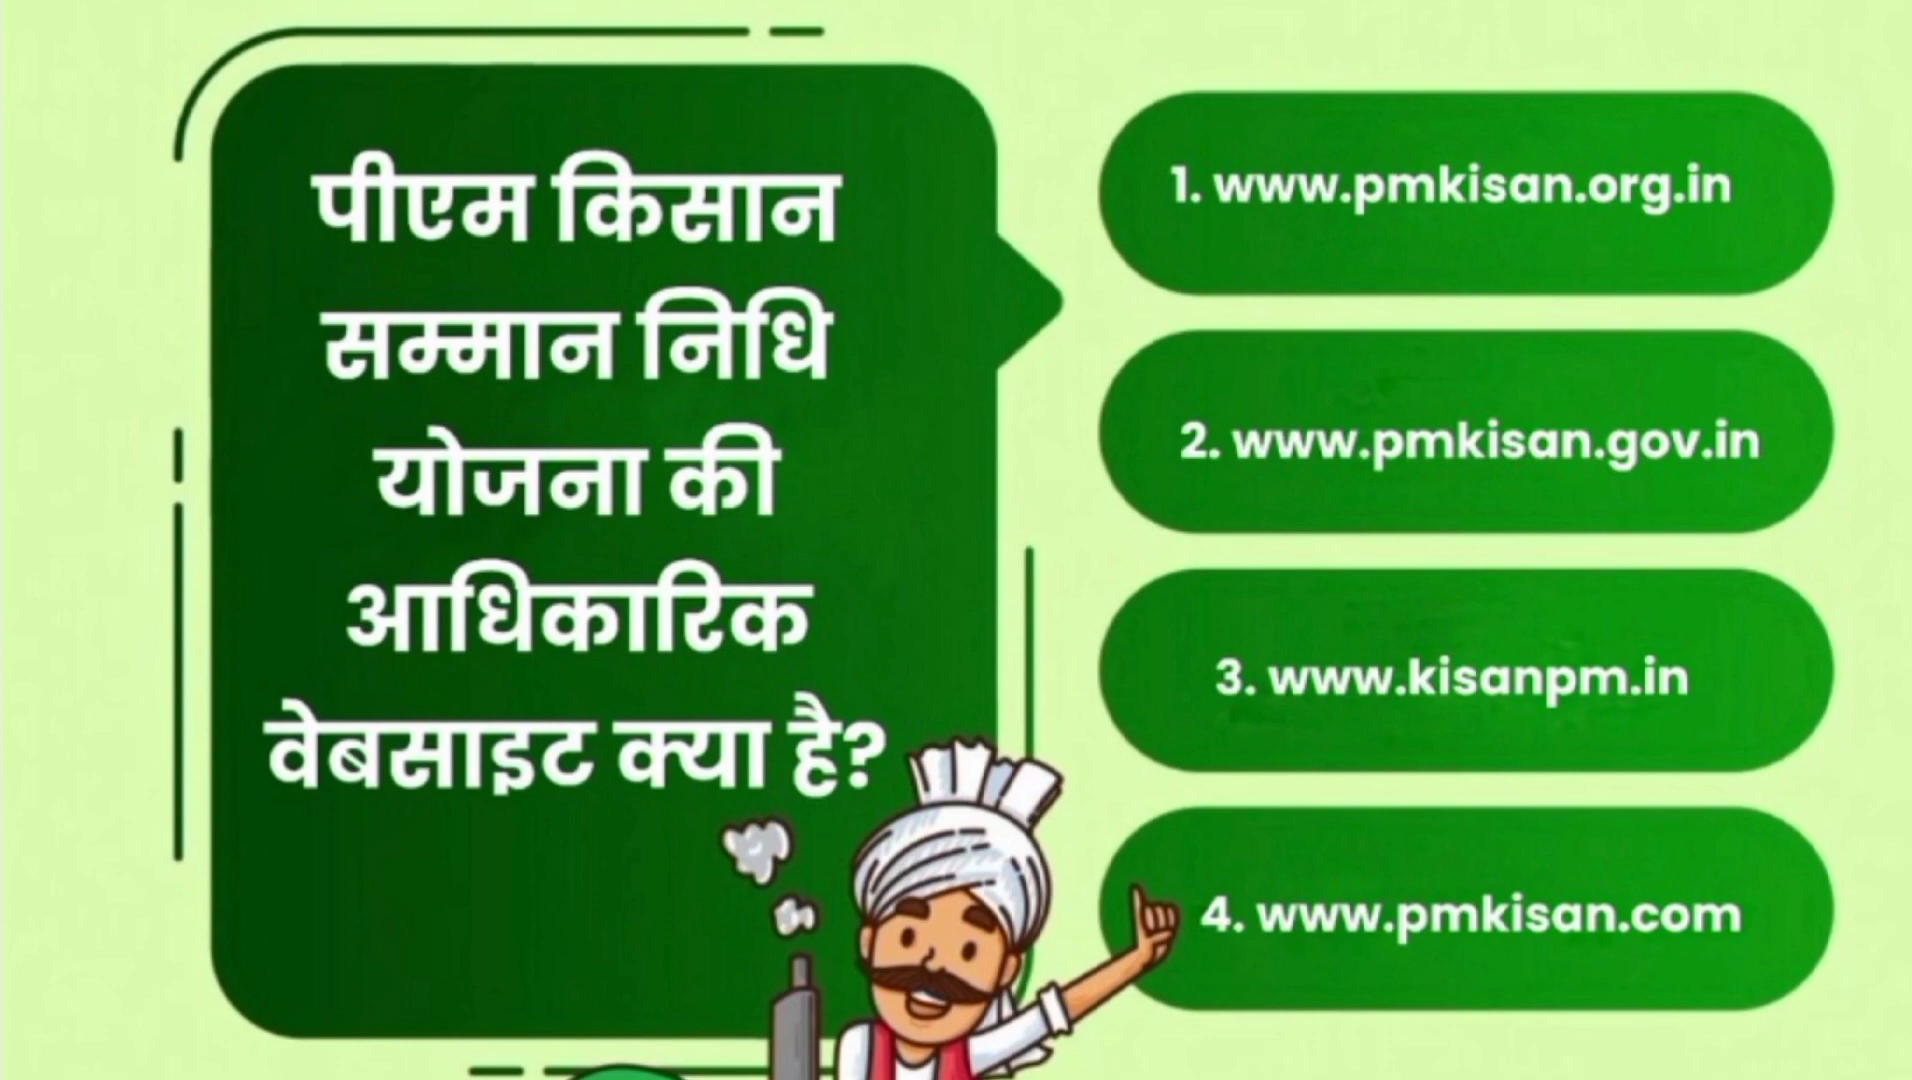 पीएम किसान
सम्मान निधि
योजना की
आधिकारिक
वेबसाइट क्या है?
1. www.pmkisan.org.in
2. www.pmkisan.gov.in
3. www.kisanpm.in
4. www.pmkisan.com